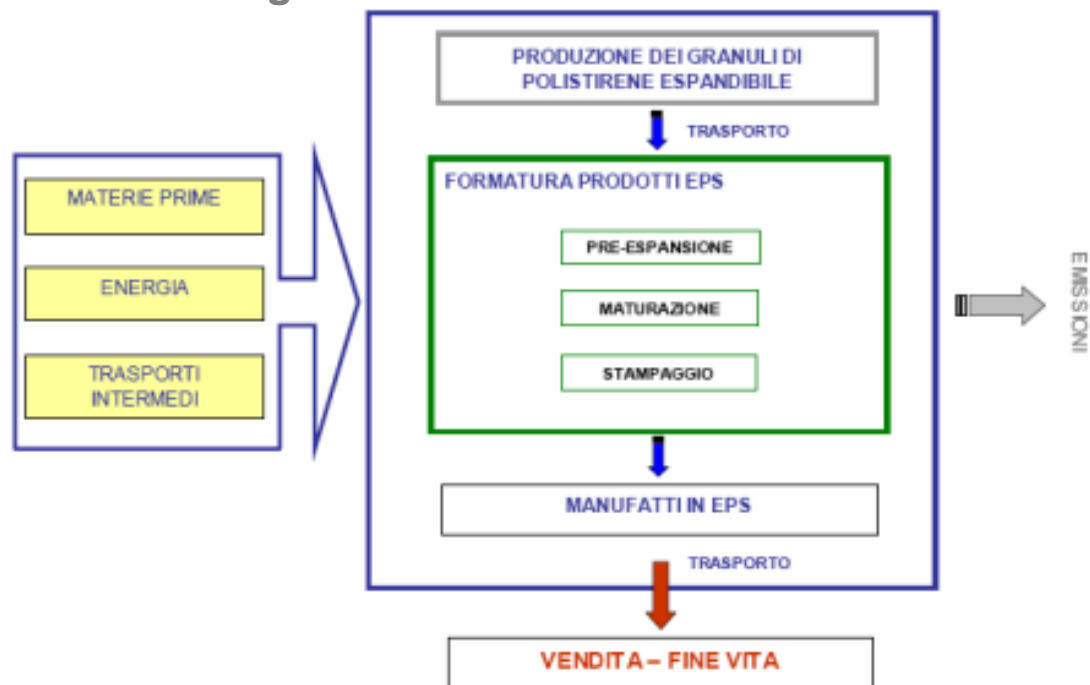 PRODUZIONE DEI GRANULI DI
POLISTIRENE ESPANDIBILE
TRASPORTO
MATERIE PRIME
ENERGIA
TRASPORTI
INTERMEDI
FORMATURA PRODOTTI EPS
PRE-ESPANSIONE
MATURAZIONE
STAMPAGGIO
EMISSIONI
MANUFATTI IN EPS
TRASPORTO
VENDITA – FINE VITA